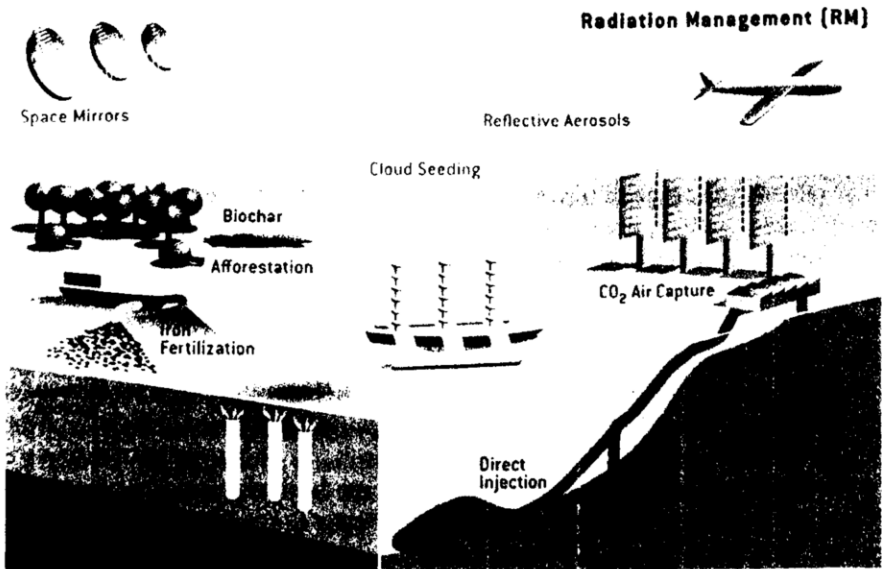 Radiation Management (RM)
Space Mirrors
Reflective Aerosols
Cloud Seeding
Biochar
Afforestation
CO₂ Air Capture
Iron
Fertilization
Direct
Injection